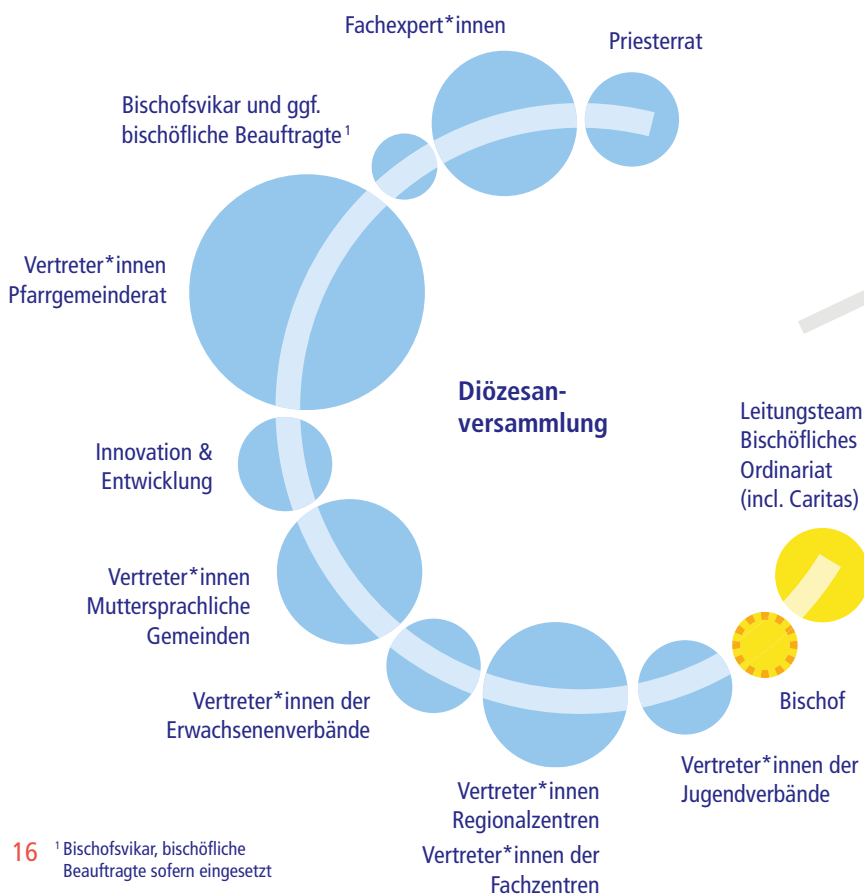 Fachexpert*innen
Priesterrat
Bischofsvikar und ggf.
bischöfliche Beauftragte¹
Vertreter*innen
Pfarrgemeinderat
Diözesan-
versammlung
Leitungsteam
Bischöfliches
Ordinariat
(incl. Caritas)
Innovation &
Entwicklung
Vertreter*innen
Muttersprachliche
Gemeinden
Vertreter*innen der
Erwachsenenverbände
Bischof
Vertreter*innen der
Jugendverbände
Vertreter*innen
Regionalzentren
Vertreter*innen der
Fachzentren
16
¹ Bischofsvikar, bischöfliche
Beauftragte sofern eingesetzt